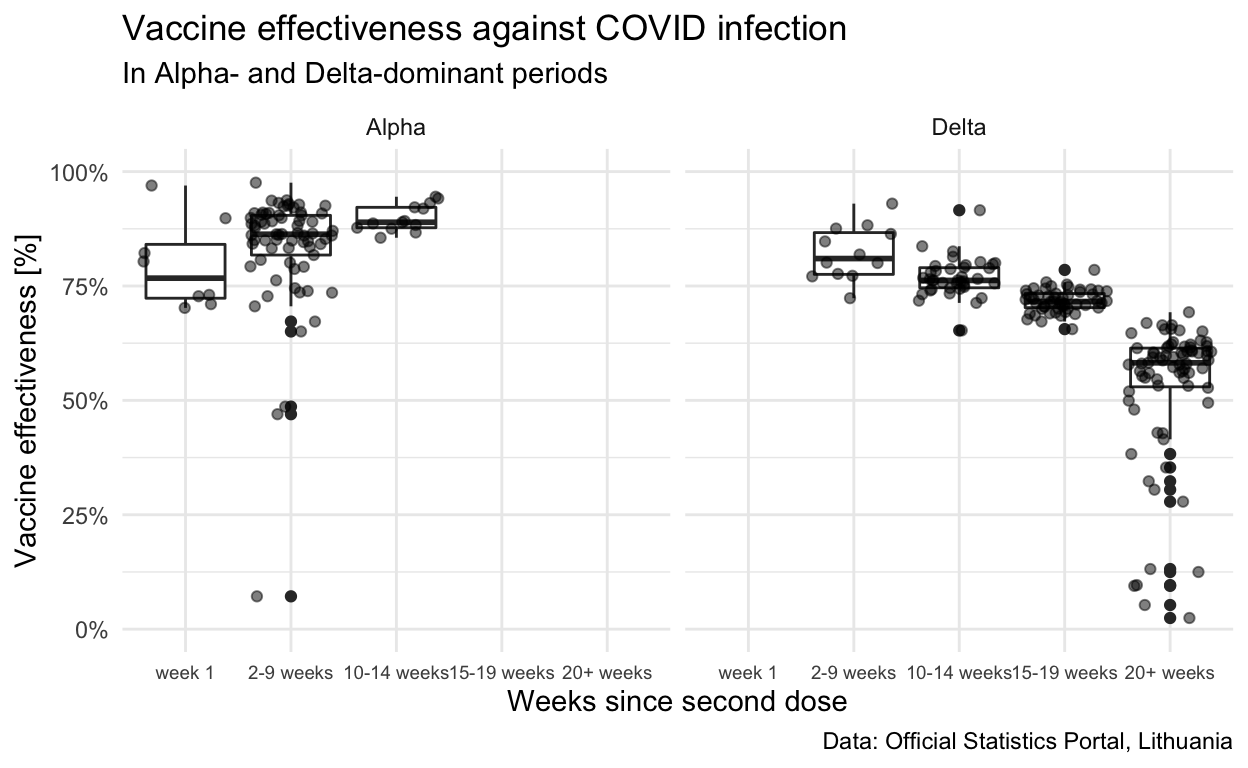 Vaccine effectiveness against COVID infection
In Alpha- and Delta-dominant periods
Alpha
Delta
Vaccine effectiveness [%]
100%
75%
50%
25%
0%
week 1 2-9 weeks 10-14 weeks 15-19 weeks 20+ weeks
week 1 2-9 weeks 10-14 weeks 15-19 weeks 20+ weeks
Weeks since second dose
Data: Official Statistics Portal, Lithuania